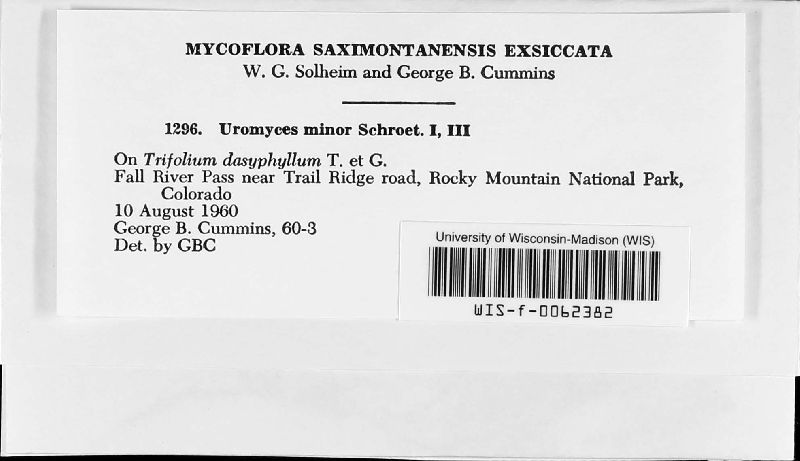 MYCOFLORA SAXIMONTANENSIS EXSICCATA
W. G. Solheim and George B. Cummins
1296. Uromyces minor Schroet. I, III
On Trifolium dasyphyllum T. et G.
Fall River Pass near Trail Ridge road, Rocky Mountain National Park,
Colorado
10 August 1960
George B. Cummins, 60-3
Det. by GBC
University of Wisconsin-Madison (WIS)
WIS-f-0062382